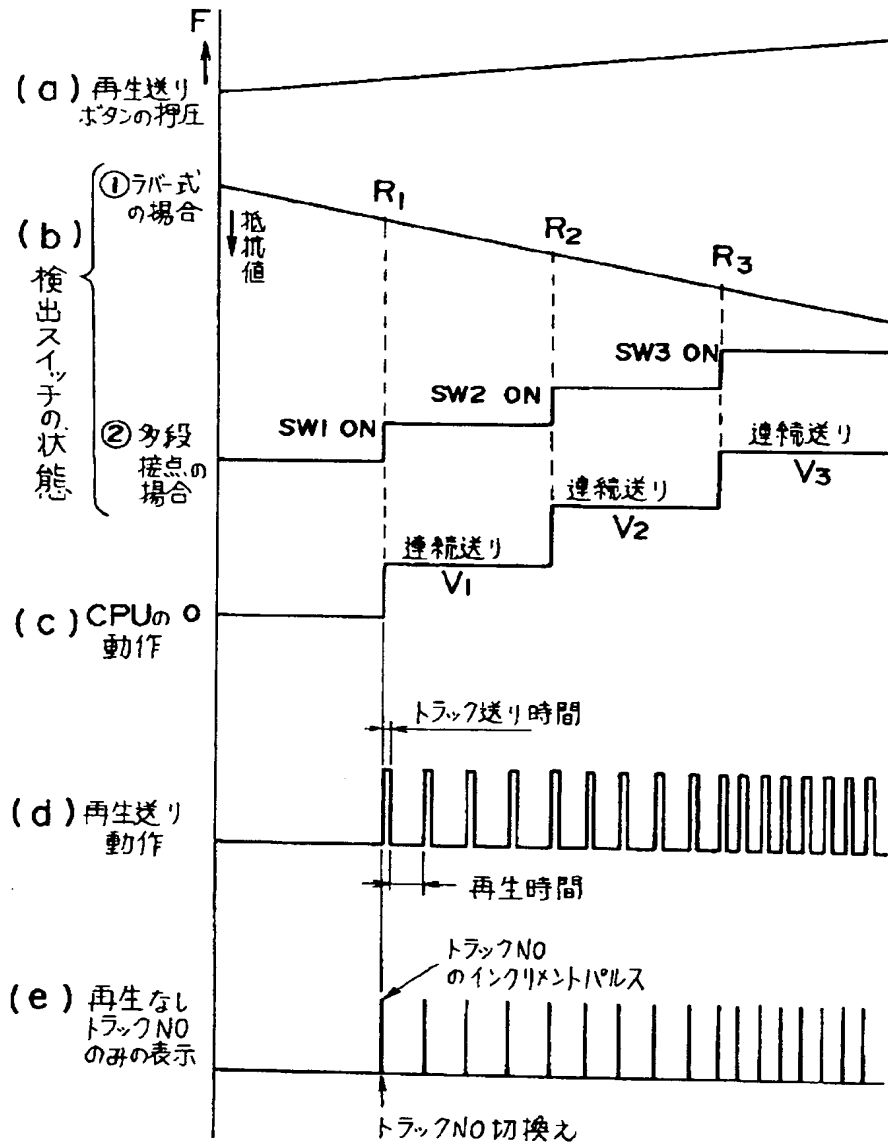 F
(a) 再生送り
ボタンの押圧
(b)
検出スイッチの状態
① ラバー式
の場合
抵抗値
R1
R2
R3
② 多段
接点の
場合
SW1 ON
SW2 ON
SW3 ON
連続送り
V1
連続送り
V2
連続送り
V3
(c) CPUの 0
動作
トラック送り時間
(d) 再生送り
動作
再生時間
トラックNO
のインクリメントパルス
(e) 再生なし
トラックNO
のみの表示
トラックNO切換え